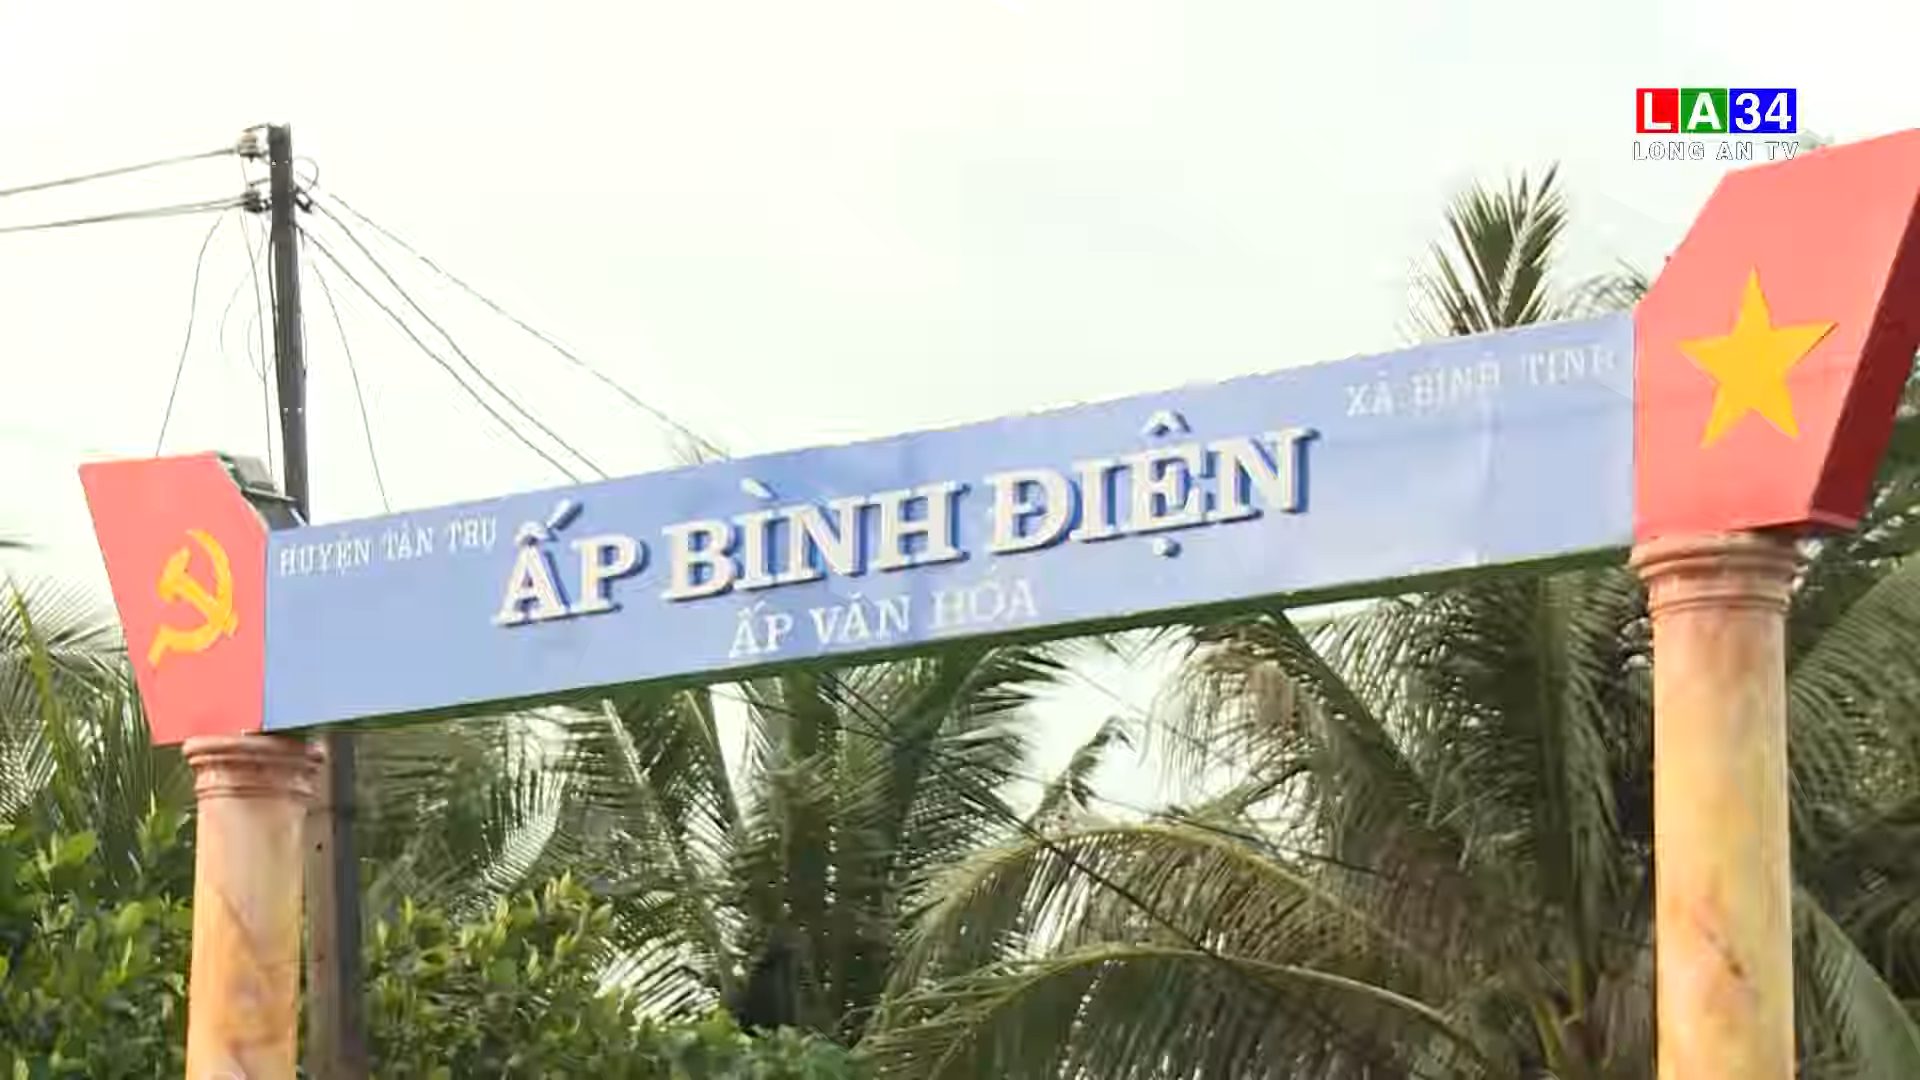 LA34
LONG AN TV
HUYỆN TÂN TRỤ
XÃ BÌNH TỊNH
ẤP BÌNH ĐIỆN
ẤP VĂN HÓA